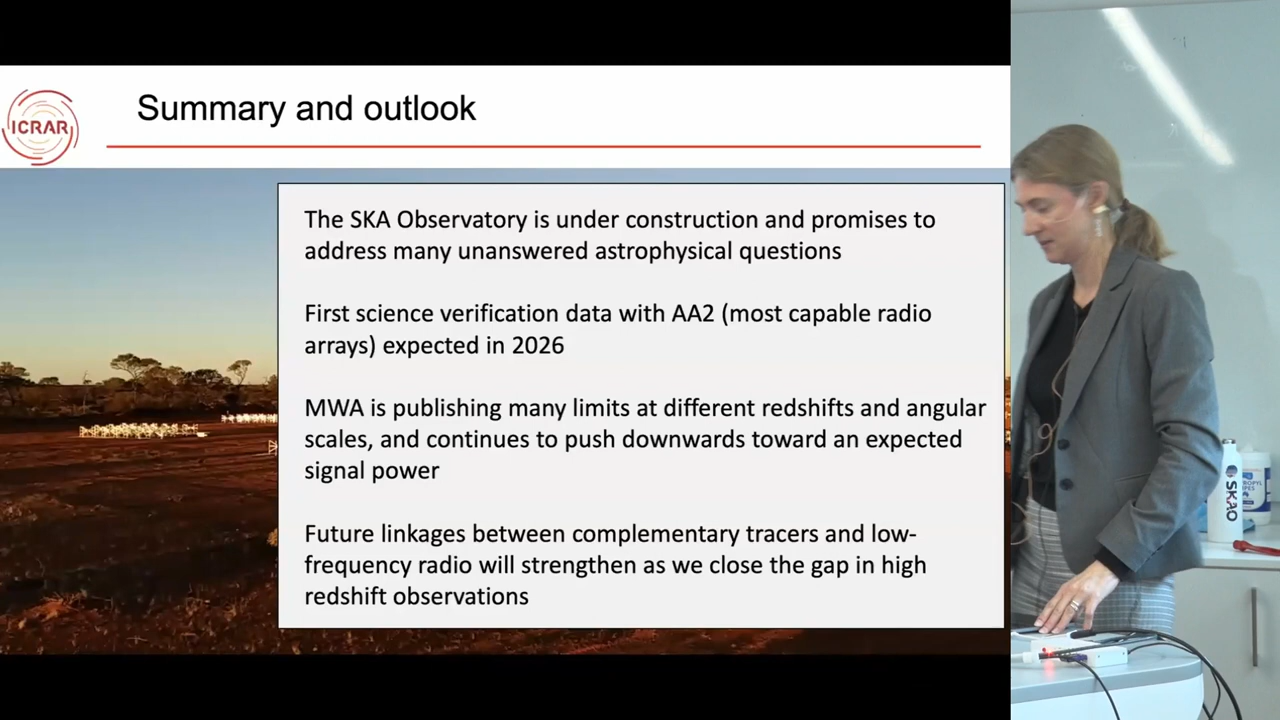 Summary and outlook
ICRAR
The SKA Observatory is under construction and promises to
address many unanswered astrophysical questions
First science verification data with AA2 (most capable radio
arrays) expected in 2026
MWA is publishing many limits at different redshifts and angular
scales, and continues to push downwards toward an expected
signal power
Future linkages between complementary tracers and low-
frequency radio will strengthen as we close the gap in high
redshift observations
SKAO